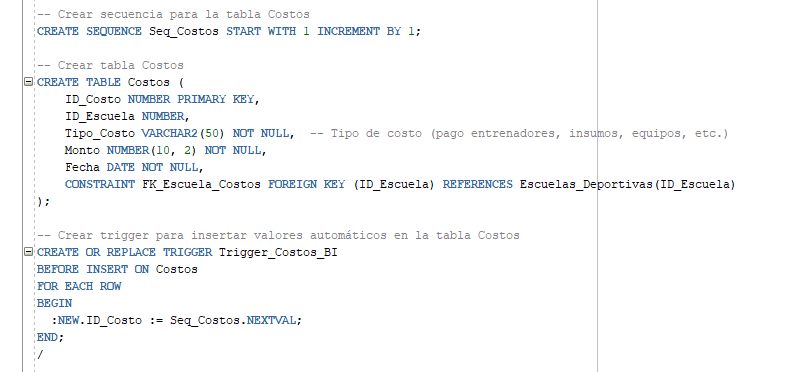 -- Crear secuencia para la tabla Costos
CREATE SEQUENCE Seq_Costos START WITH 1 INCREMENT BY 1;
-- Crear tabla Costos
CREATE TABLE Costos (
ID_Costo NUMBER PRIMARY KEY,
ID_Escuela NUMBER,
Tipo_Costo VARCHAR2(50) NOT NULL,  -- Tipo de costo (pago entrenadores, insumos, equipos, etc.)
Monto NUMBER(10, 2) NOT NULL,
Fecha DATE NOT NULL,
CONSTRAINT FK_Escuela_Costos FOREIGN KEY (ID_Escuela) REFERENCES Escuelas_Deportivas(ID_Escuela)
);
-- Crear trigger para insertar valores automáticos en la tabla Costos
CREATE OR REPLACE TRIGGER Trigger_Costos_BI
BEFORE INSERT ON Costos
FOR EACH ROW
BEGIN
:NEW.ID_Costo := Seq_Costos.NEXTVAL;
END;
/